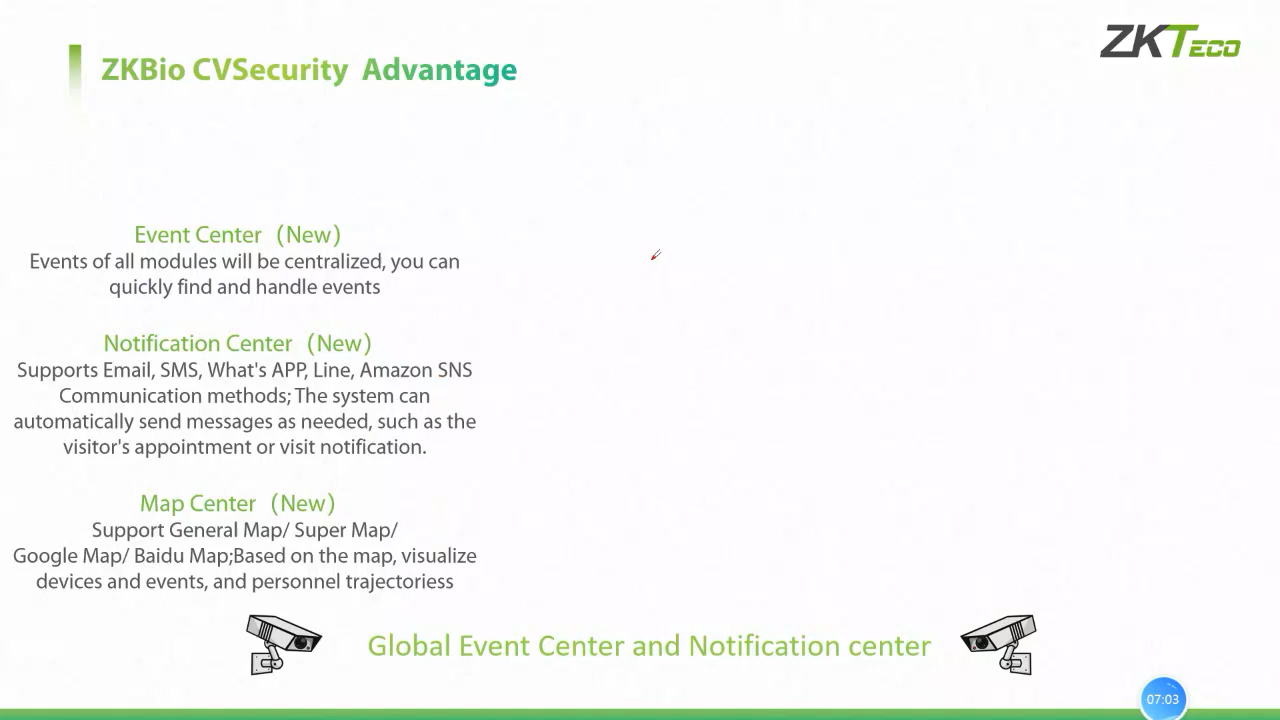 ZKBio CVSecurity Advantage
ZKTECO
Event Center (New)
Events of all modules will be centralized, you can
quickly find and handle events
Notification Center (New)
Supports Email, SMS, What's APP, Line, Amazon SNS
Communication methods; The system can
automatically send messages as needed, such as the
visitor's appointment or visit notification.
Map Center (New)
Support General Map/ Super Map/
Google Map/ Baidu Map;Based on the map, visualize
devices and events, and personnel trajectoriess
Global Event Center and Notification center
07:03